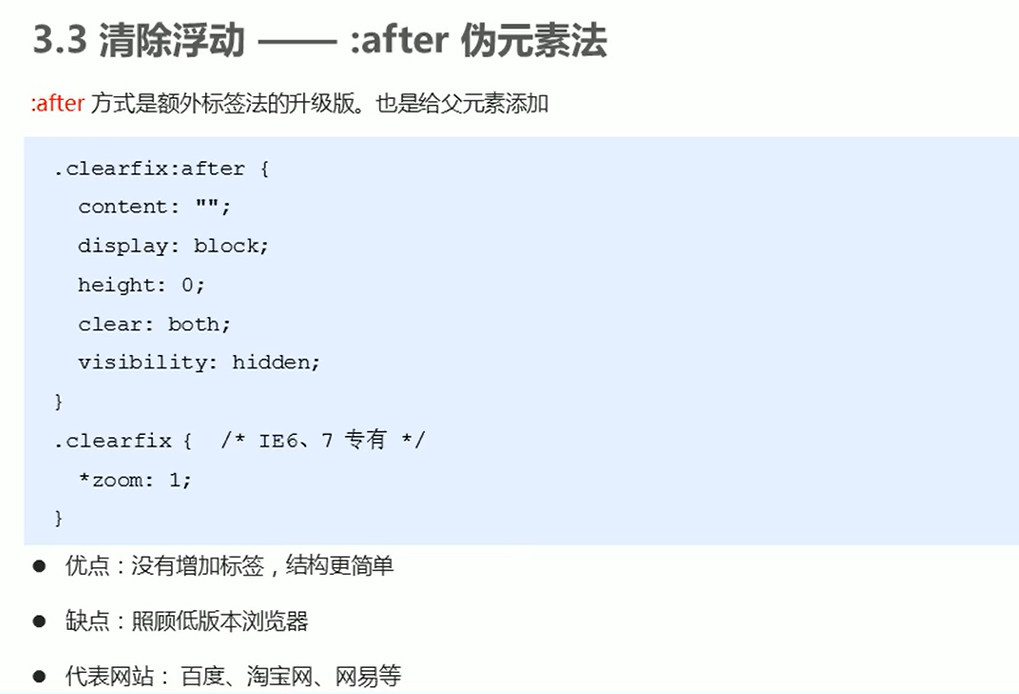 3.3 清除浮动 —— :after 伪元素法
:after 方式是额外标签法的升级版。也是给父元素添加
.clearfix:after {
content: "";
display: block;
height: 0;
clear: both;
visibility: hidden;
}
.clearfix { /* IE6、7 专有 */
*zoom: 1;
}
● 优点：没有增加标签，结构更简单
● 缺点：照顾低版本浏览器
● 代表网站： 百度、淘宝网、网易等